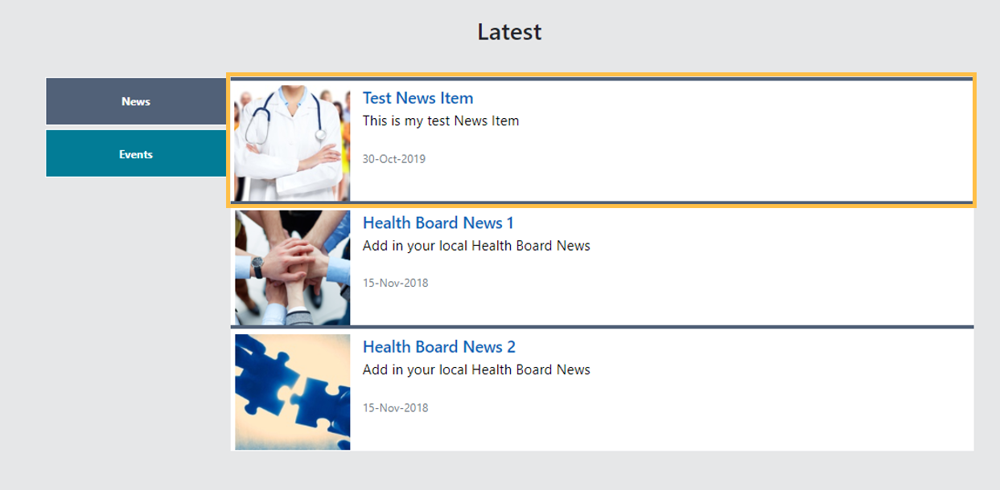 Latest
News
Events
Test News Item
This is my test News Item
30-Oct-2019
Health Board News 1
Add in your local Health Board News
15-Nov-2018
Health Board News 2
Add in your local Health Board News
15-Nov-2018